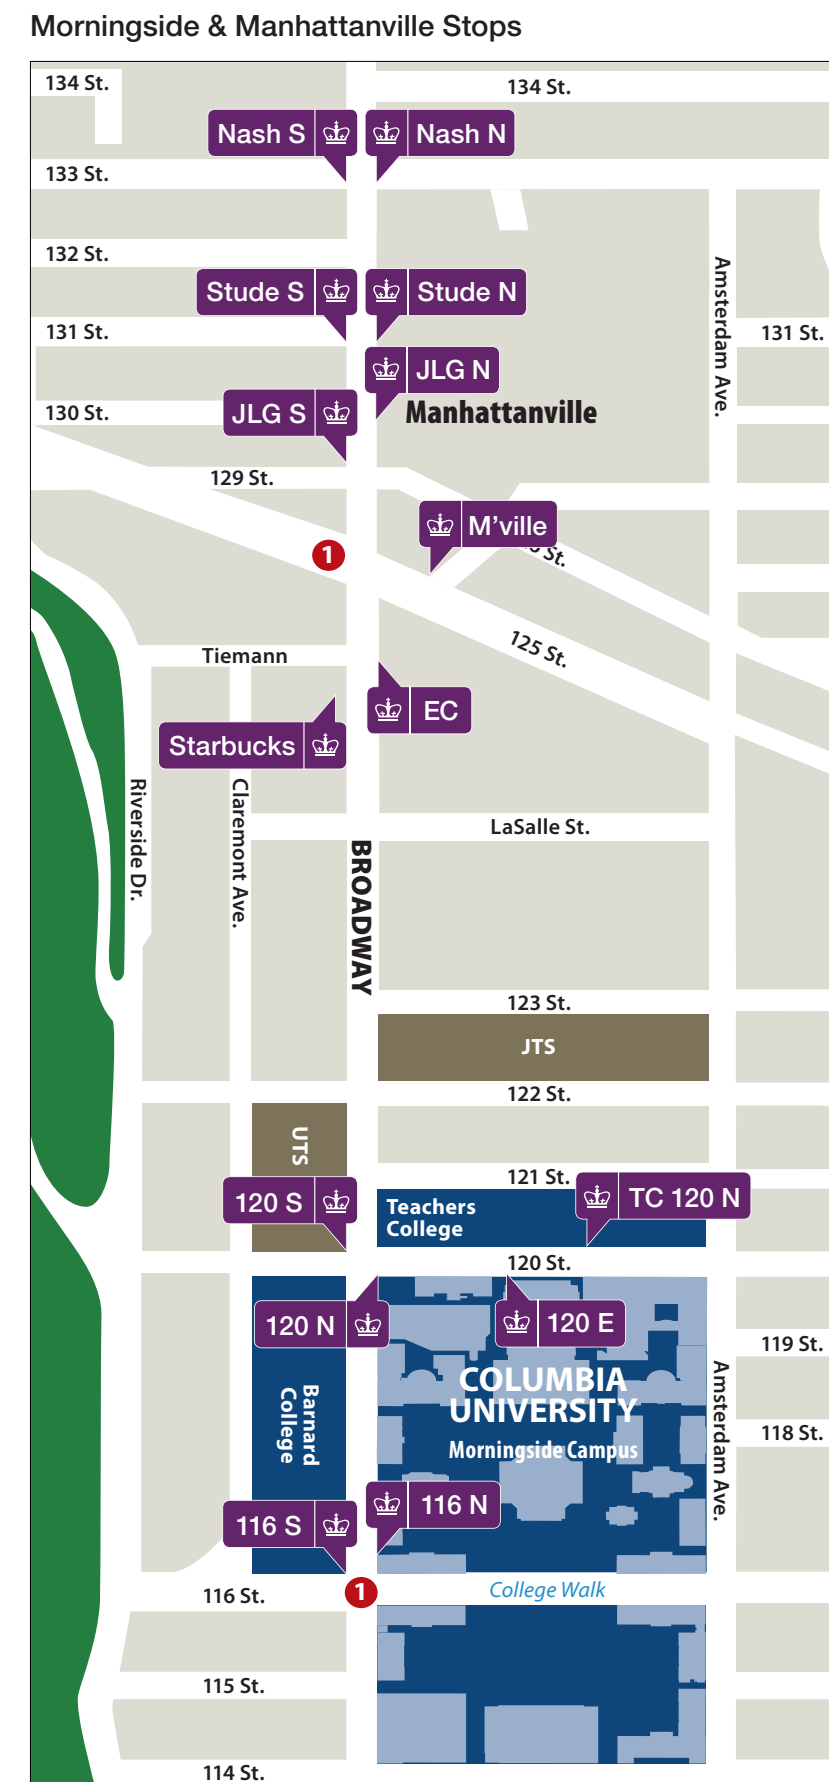 Morningside & Manhattanville Stops
134 St.
134 St.
Nash S
Nash N
133 St.
132 St.
Amsterdam Ave.
Stude S
Stude N
131 St.
131 St.
JLG N
JLG S
130 St.
Manhattanville
129 St.
M’ville
St.
1
125 St.
Tiemann
EC
Starbucks
Riverside Dr.
Claremont Ave.
LaSalle St.
BROADWAY
123 St.
JTS
122 St.
UTS
121 St.
120 S
TC 120 N
Teachers
College
120 St.
120 N
120 E
119 St.
Barnard
College
COLUMBIA
UNIVERSITY
Morningside Campus
Amsterdam Ave.
118 St.
116 S
116 N
1
116 St.
College Walk
115 St.
114 St.